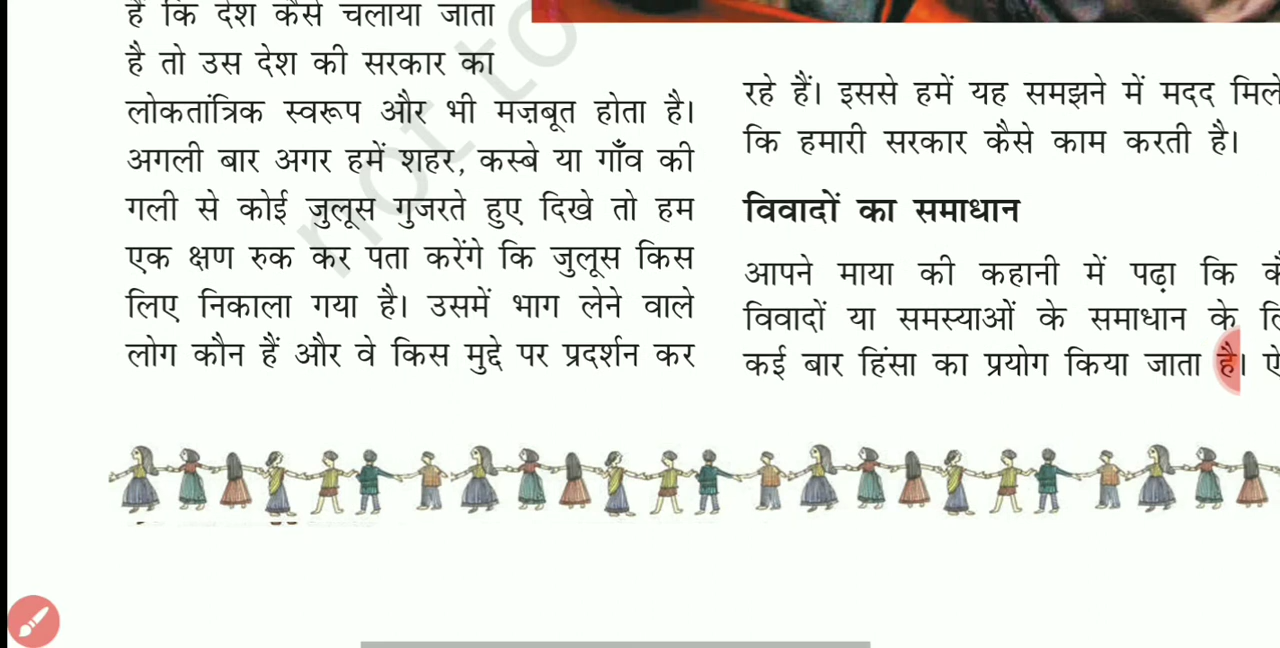 हैं कि देश कैसे चलाया जाता
है तो उस देश की सरकार का
लोकतांत्रिक स्वरूप और भी मज़बूत होता है।
अगली बार अगर हमें शहर, कस्बे या गाँव की
गली से कोई जुलूस गुजरते हुए दिखे तो हम
एक क्षण रुक कर पता करेंगे कि जुलूस किस
लिए निकाला गया है। उसमें भाग लेने वाले
लोग कौन हैं और वे किस मुद्दे पर प्रदर्शन कर
रहे हैं। इससे हमें यह समझने में मदद
कि हमारी सरकार कैसे काम करती है।
विवादों का समाधान
आपने माया की कहानी में पढ़ा कि
विवादों या समस्याओं के समाधान के
कई बार हिंसा का प्रयोग किया जाता है।
not to